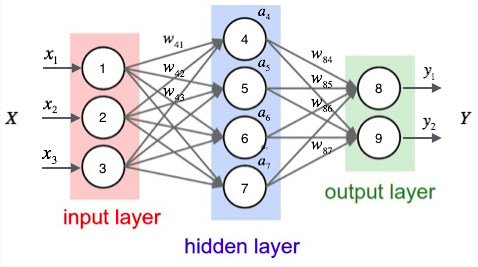 a₄
w₄₁
4
x₁
1
w₄₂
a₅
w₈₄
y₁
w₄₃
5
w₈₅
8
x₂
2
a₆
w₈₆
X
6
9
y₂
Y
x₃
3
a₇
w₈₇
7
input layer
output layer
hidden layer